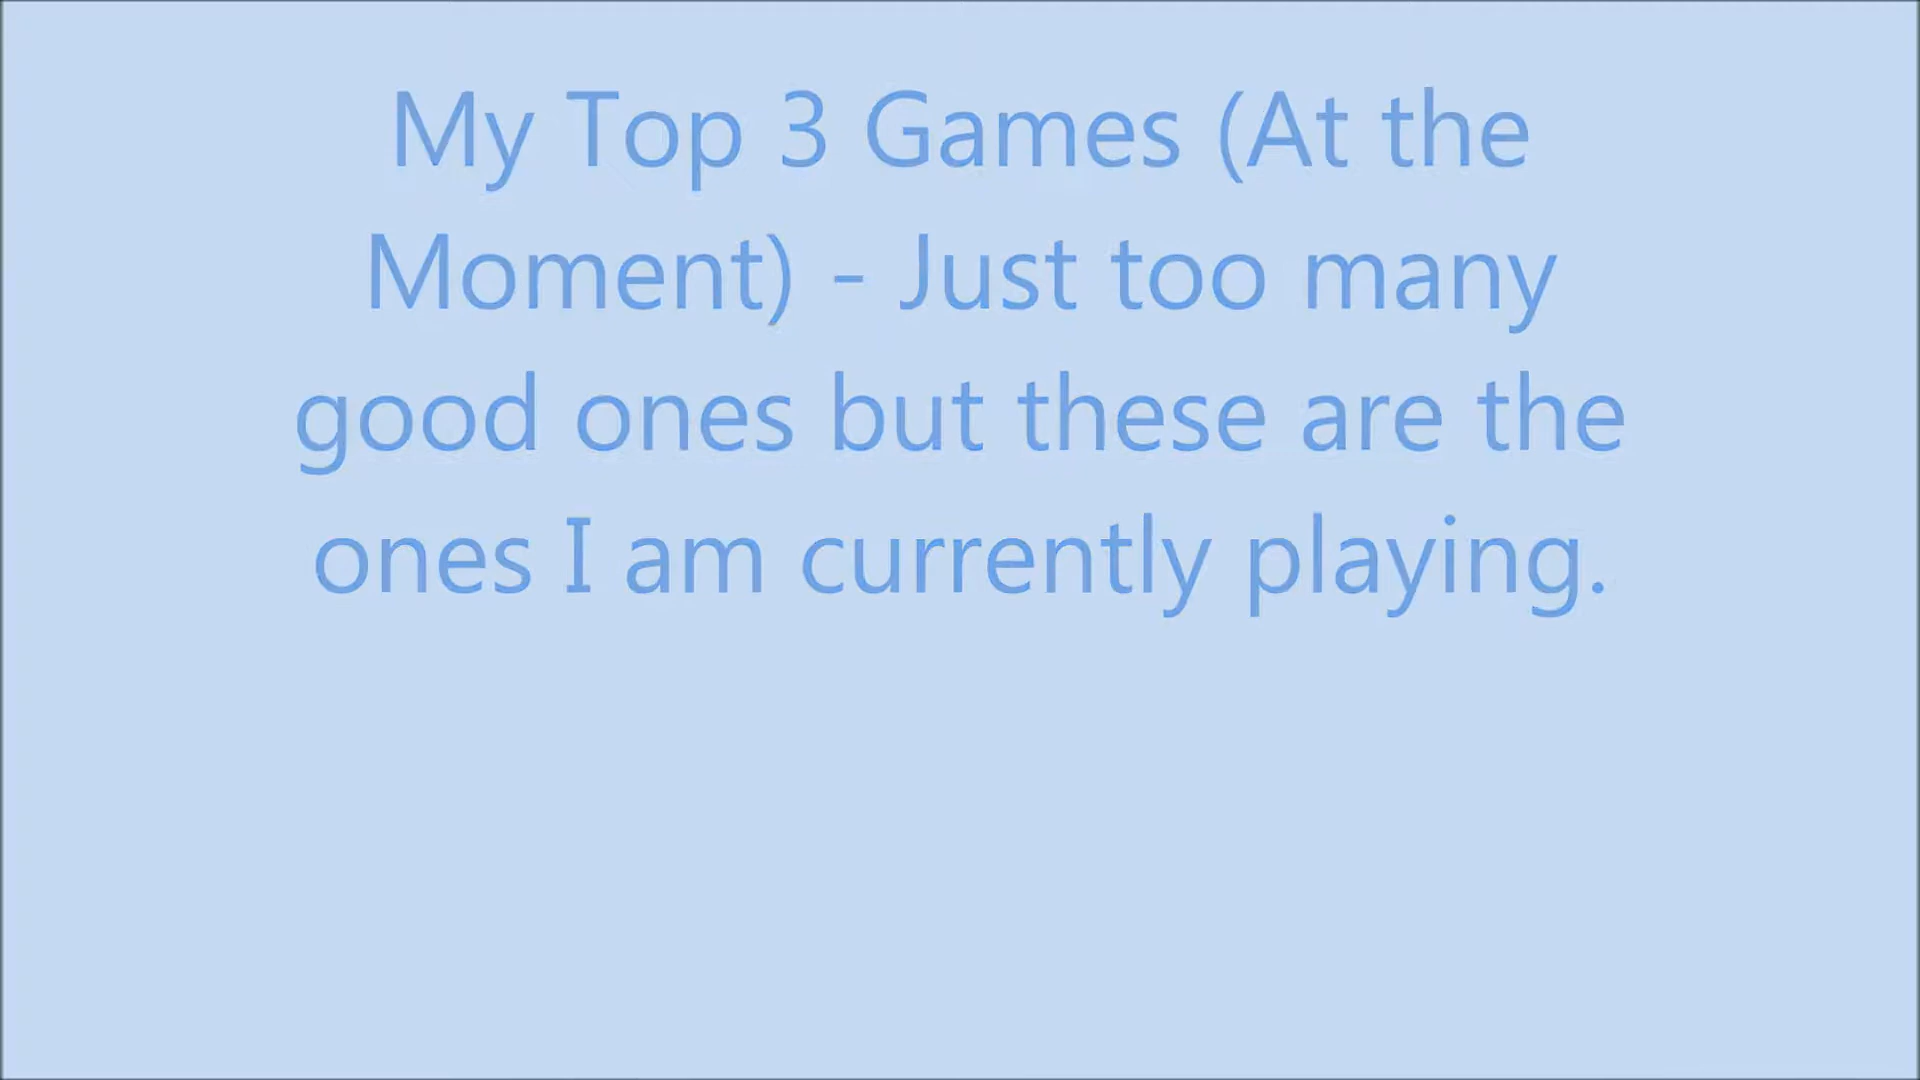 My Top 3 Games (At the
Moment) - Just too many
good ones but these are the
ones I am currently playing.